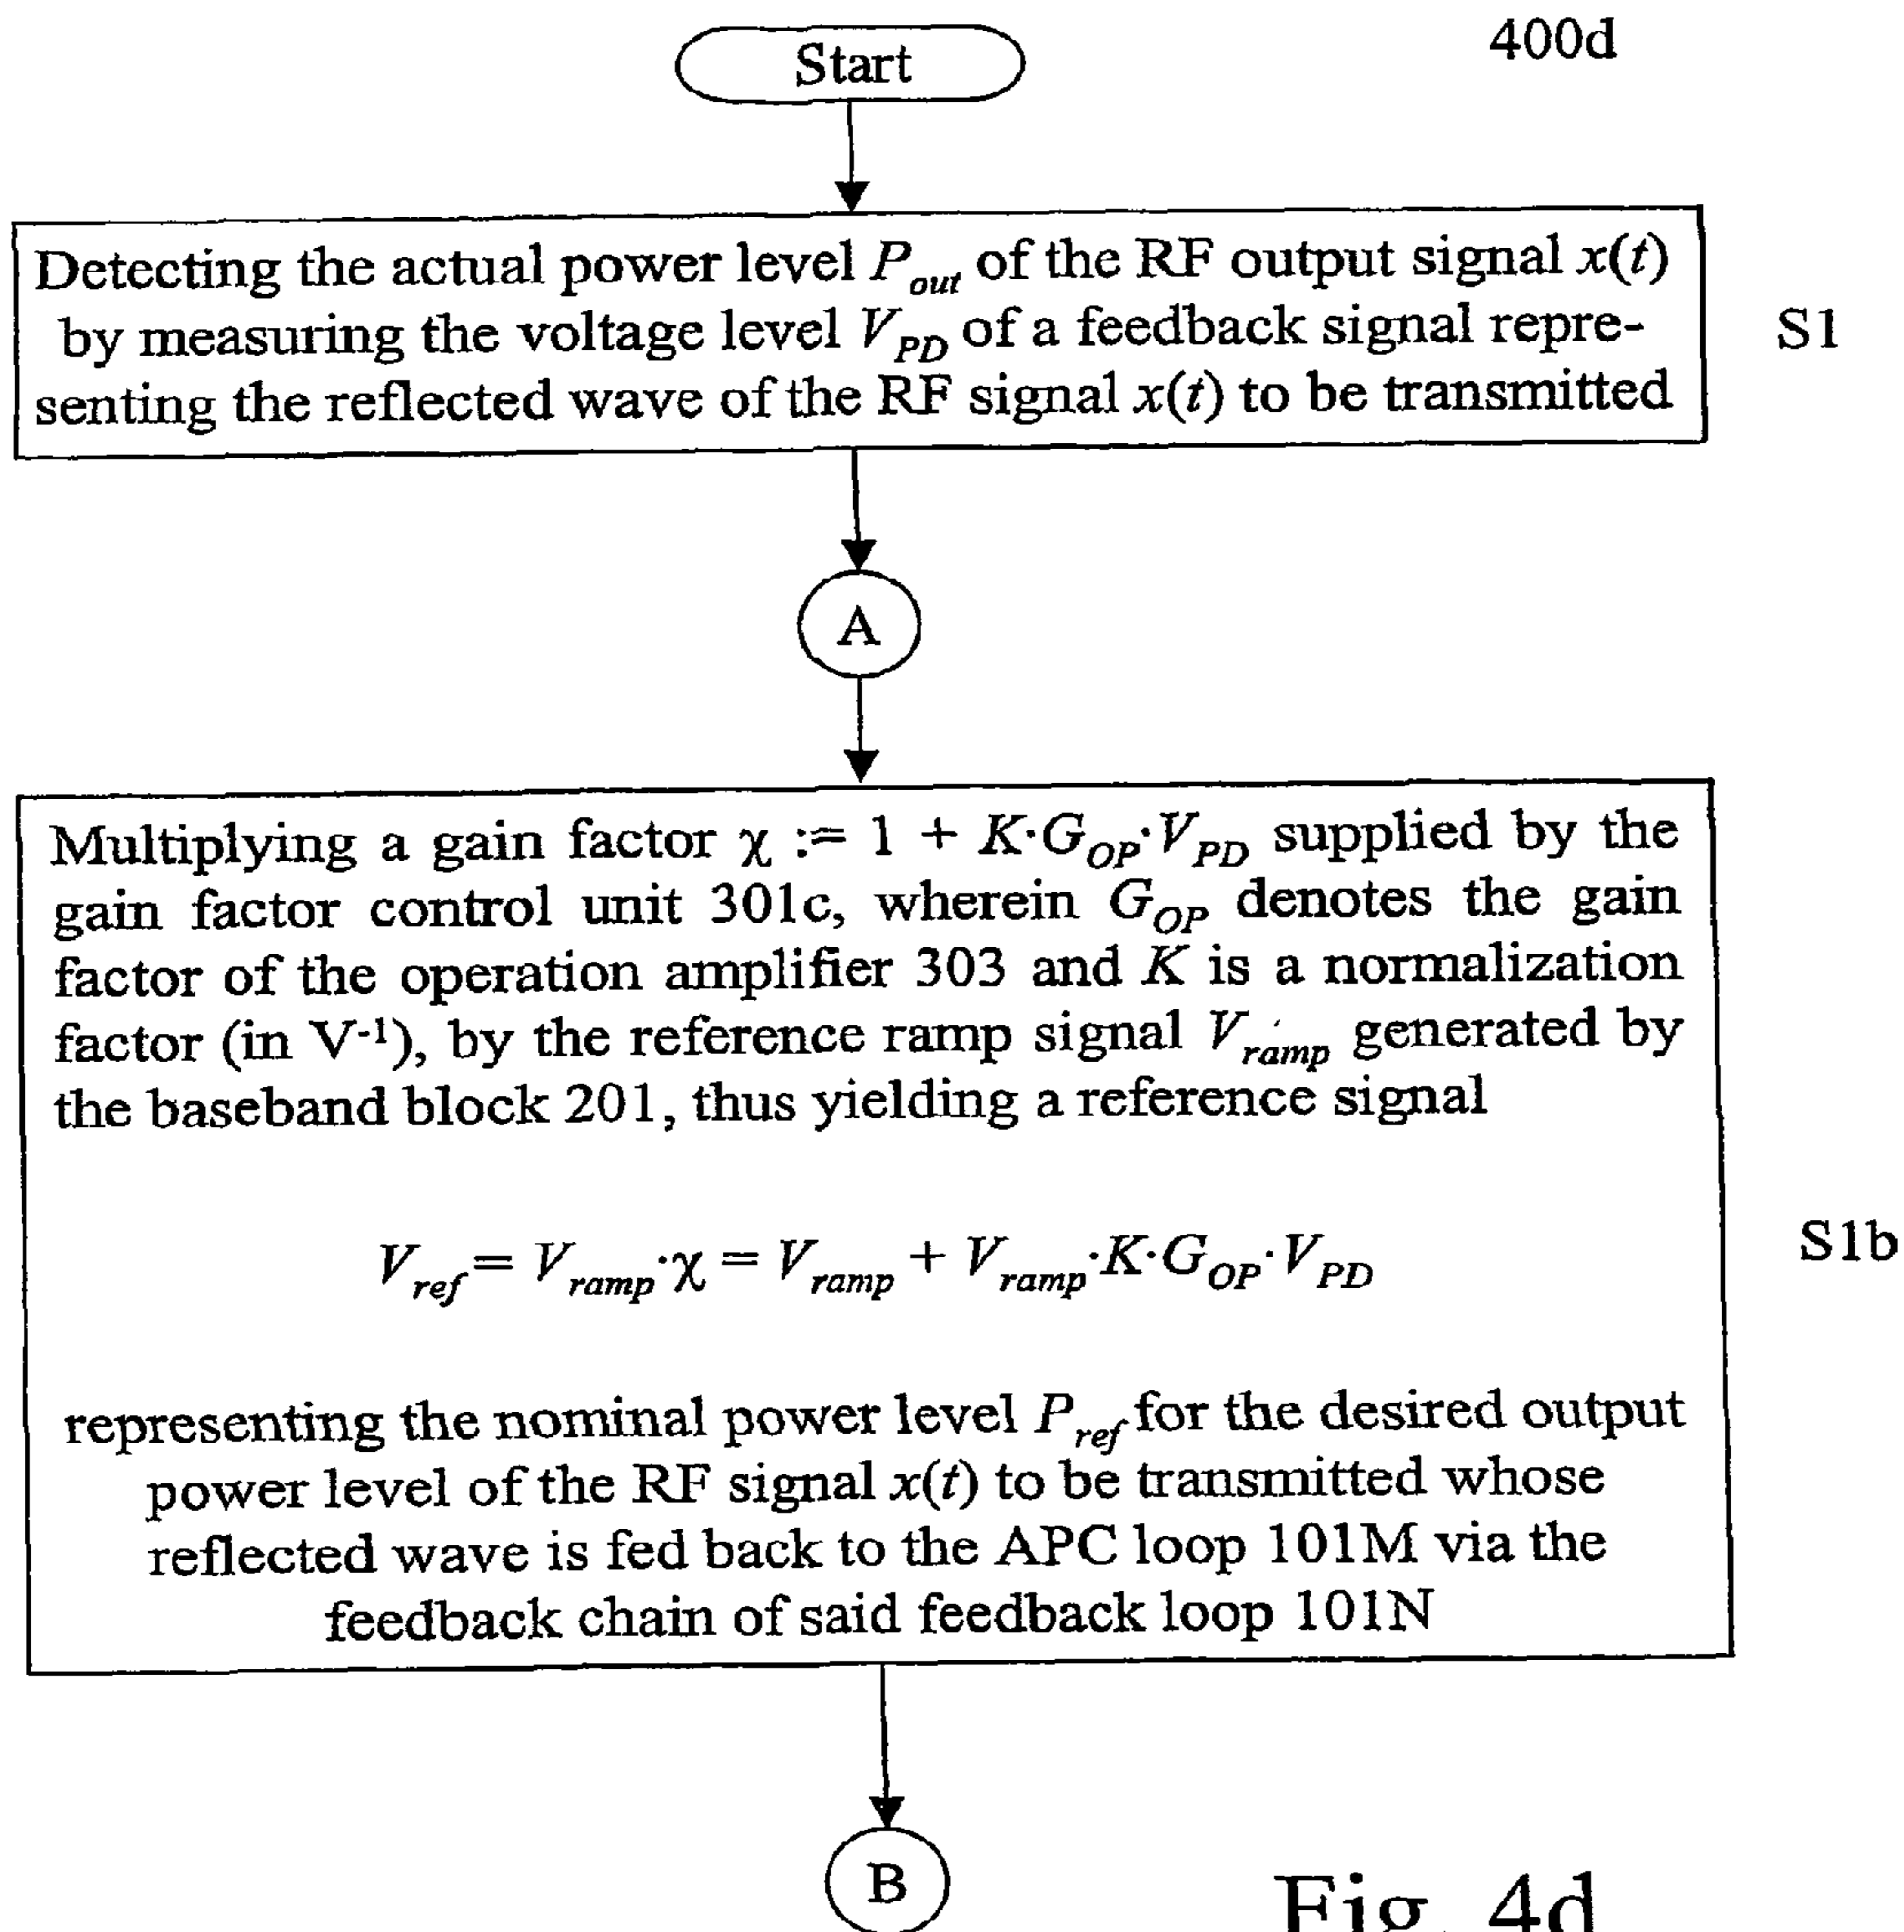 400d
Start
Detecting the actual power level P_out of the RF output signal x(t)
by measuring the voltage level V_PD of a feedback signal repre-
senting the reflected wave of the RF signal x(t) to be transmitted
S1
A
Multiplying a gain factor χ := 1 + K·G_OP·V_PD supplied by the
gain factor control unit 301c, wherein G_OP denotes the gain
factor of the operation amplifier 303 and K is a normalization
factor (in V⁻¹), by the reference ramp signal V_ramp generated by
the baseband block 201, thus yielding a reference signal
V_ref = V_ramp·χ = V_ramp + V_ramp·K·G_OP·V_PD
S1b
representing the nominal power level P_ref for the desired output
power level of the RF signal x(t) to be transmitted whose
reflected wave is fed back to the APC loop 101M via the
feedback chain of said feedback loop 101N
B
Fig. 4d